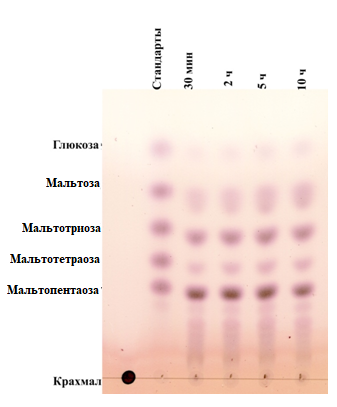 Стандарты
30 мин
2 ч
5 ч
10 ч
Глюкоза
Мальтоза
Мальтотриоза
Мальтотетраоза
Мальтопентаоза
Крахмал